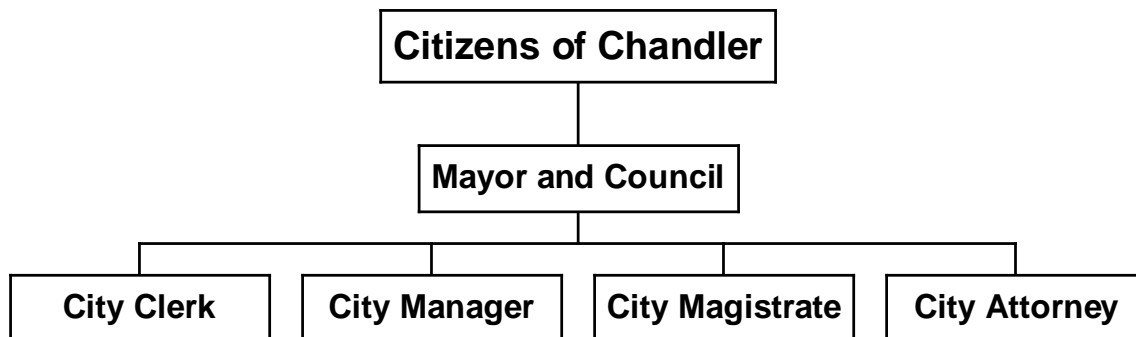 Citizens of Chandler
Mayor and Council
City Clerk
City Manager
City Magistrate
City Attorney